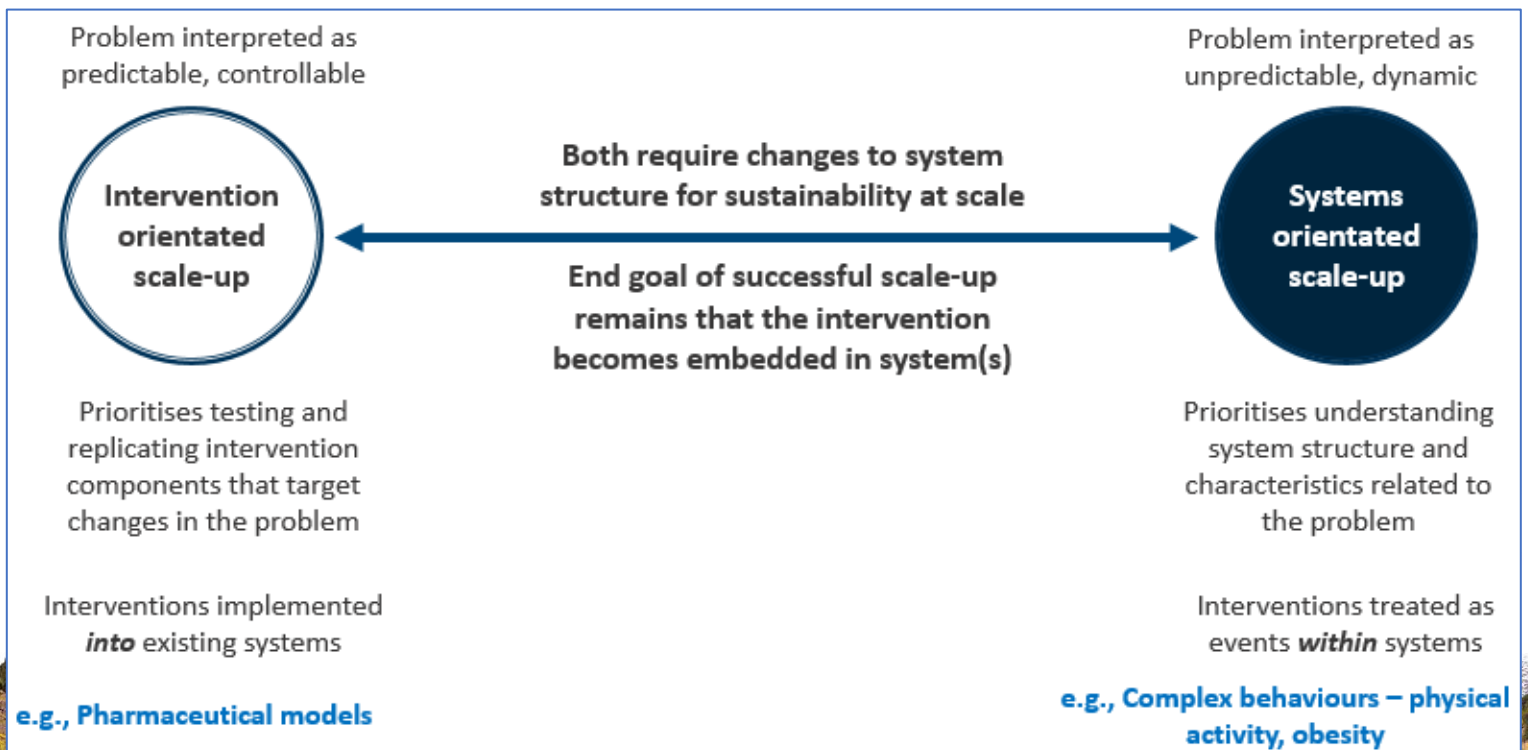 Problem interpreted as
predictable, controllable
Intervention
orientated
scale-up
Prioritises testing and
replicating intervention
components that target
changes in the problem
Interventions implemented
into existing systems
e.g., Pharmaceutical models
Both require changes to system
structure for sustainability at scale
End goal of successful scale-up
remains that the intervention
becomes embedded in system(s)
Problem interpreted as
unpredictable, dynamic
Systems
orientated
scale-up
Prioritises understanding
system structure and
characteristics related to
the problem
Interventions treated as
events within systems
e.g., Complex behaviours – physical
activity, obesity